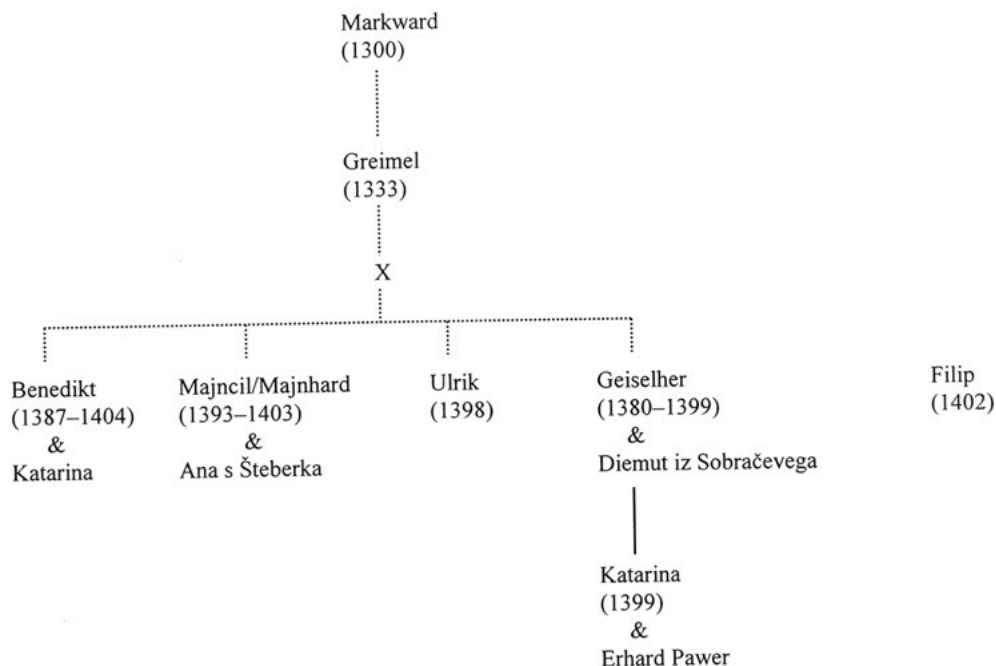 Markward
(1300)
Greimel
(1333)
X
Benedikt
(1387–1404)
&
Katarina
Majncil/Majnhard
(1393–1403)
&
Ana s Šteberka
Ulrik
(1398)
Geiselher
(1380–1399)
&
Diemut iz Sobračevega
Katarina
(1399)
&
Erhard Pawer
Filip
(1402)